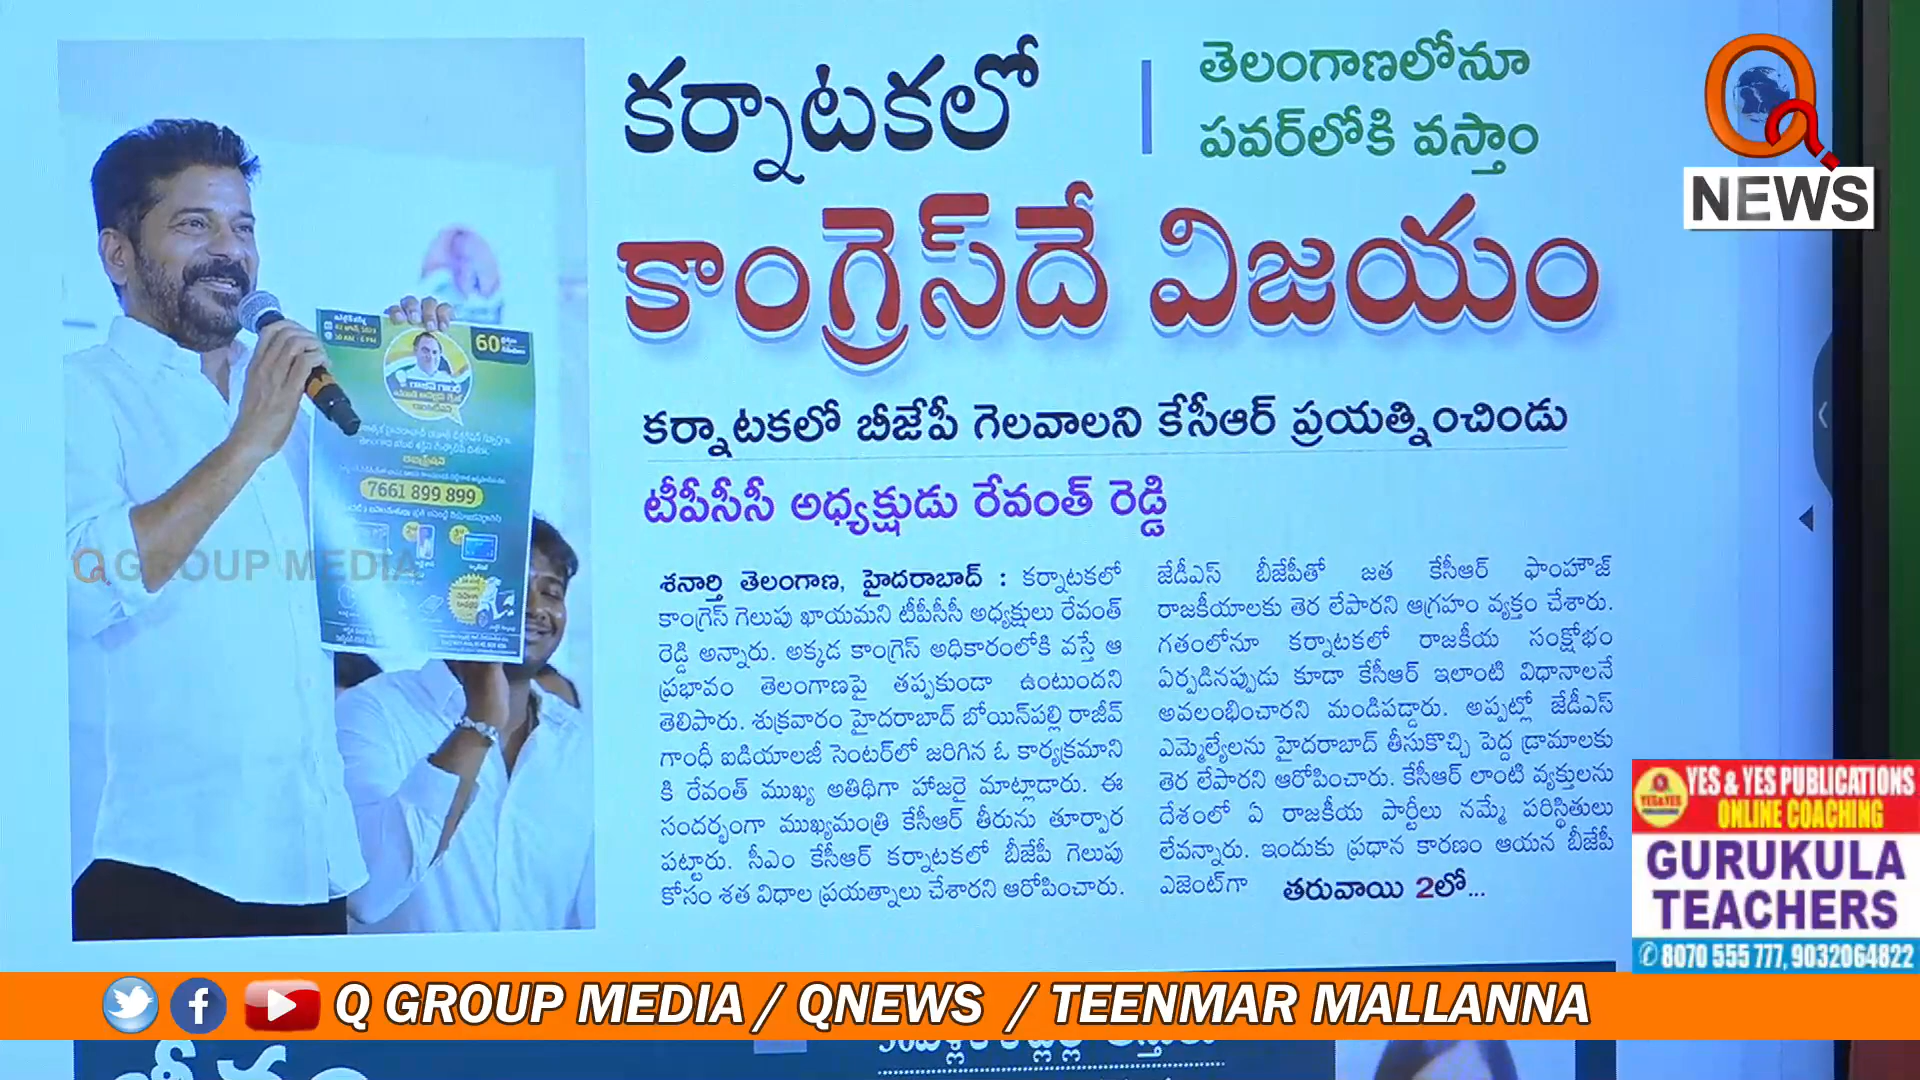 కర్నాటకలో
తెలంగాణలోనూ
పవర్‌లోకి వస్తాం
కాంగ్రెస్‌దే విజయం
కర్నాటకలో బీజేపీ గెలవాలని కేసీఆర్ ప్రయత్నించిండు
టీపీసీసీ అధ్యక్షుడు రేవంత్ రెడ్డి
శనార్తి తెలంగాణ, హైదరాబాద్ : కర్నాటకలో
కాంగ్రెస్ గెలుపు ఖాయమని టీపీసీసీ అధ్యక్షులు రేవంత్
రెడ్డి అన్నారు. అక్కడ కాంగ్రెస్ అధికారంలోకి వస్తే ఆ
ప్రభావం తెలంగాణపై తప్పకుండా ఉంటుందని
తెలిపారు. శుక్రవారం హైదరాబాద్ బోయిన్‌పల్లి రాజీవ్
గాంధీ ఐడియాలజీ సెంటర్‌లో జరిగిన ఓ కార్యక్రమాని
కి రేవంత్ ముఖ్య అతిథిగా హాజరై మాట్లాడారు. ఈ
సందర్భంగా ముఖ్యమంత్రి కేసీఆర్ తీరును తూర్పార
పట్టారు. సీఎం కేసీఆర్ కర్నాటకలో బీజేపీ గెలుపు
కోసం శత విధాల ప్రయత్నాలు చేశారని ఆరోపించారు.
జేడీఎస్ బీజేపీతో జత కేసీఆర్ ఫాంహౌజ్
రాజకీయాలకు తెర లేపారని ఆగ్రహం వ్యక్తం చేశారు.
గతంలోనూ కర్నాటకలో రాజకీయ సంక్షోభం
ఏర్పడినప్పుడు కూడా కేసీఆర్ ఇలాంటి విధానాలనే
అవలంభించారని మండిపడ్డారు. అప్పట్లో జేడీఎస్
ఎమ్మెల్యేలను హైదరాబాద్ తీసుకొచ్చి పెద్ద డ్రామాలకు
తెర లేపారని ఆరోపించారు. కేసీఆర్ లాంటి వ్యక్తులను
దేశంలో ఏ రాజకీయ పార్టీలు నమ్మే పరిస్థితులు
లేవన్నారు. ఇందుకు ప్రధాన కారణం ఆయన బీజేపీ
ఎజెంట్‌గా తరువాయి 2లో...
60
రాజీవ్ గాంధీ
7661 899 899
Q GROUP MEDIA
Q
NEWS
YES & YES PUBLICATIONS
ONLINE COACHING
GURUKULA
TEACHERS
8070 555 777, 9032064822
Q GROUP MEDIA / QNEWS / TEENMAR MALLANNA